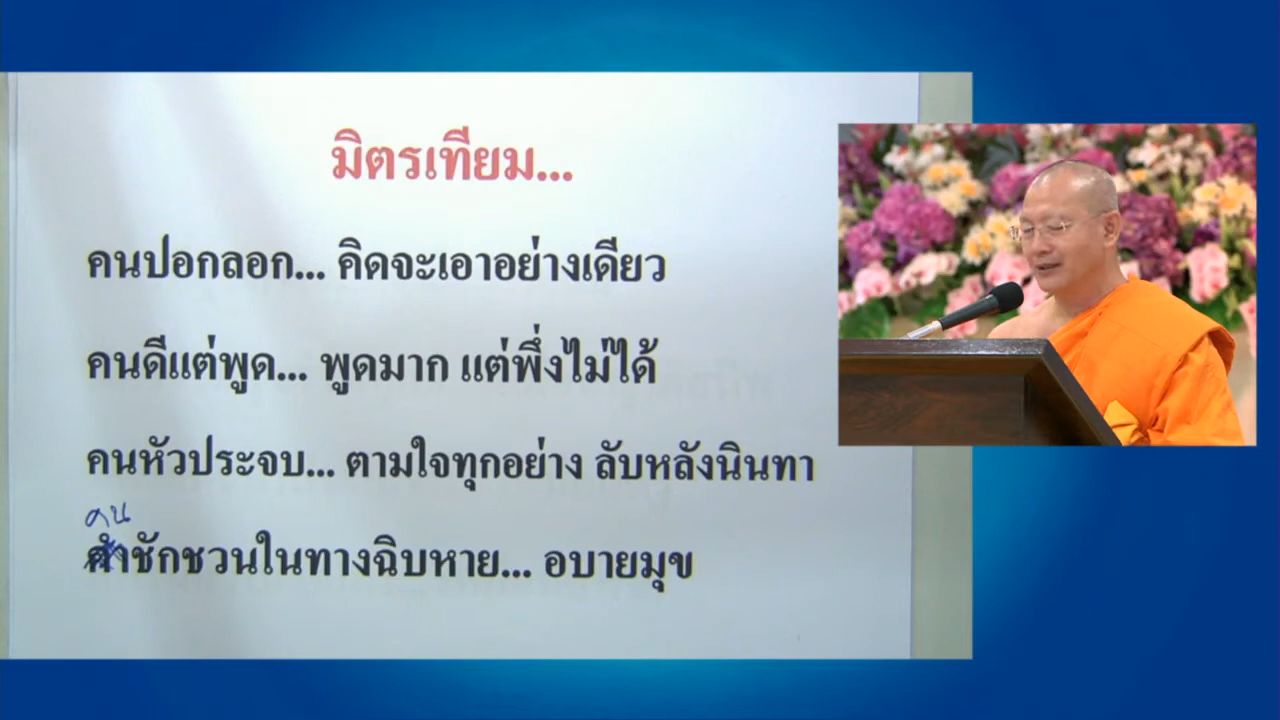 มิตรเทียม...
คนปอกลอก... คิดจะเอาอย่างเดียว
คนดีแต่พูด... พูดมาก แต่พึ่งไม่ได้
คนหัวประจบ... ตามใจทุกอย่าง ลับหลังนินทา
คน
ชักชวนในทางฉิบหาย... อบายมุข